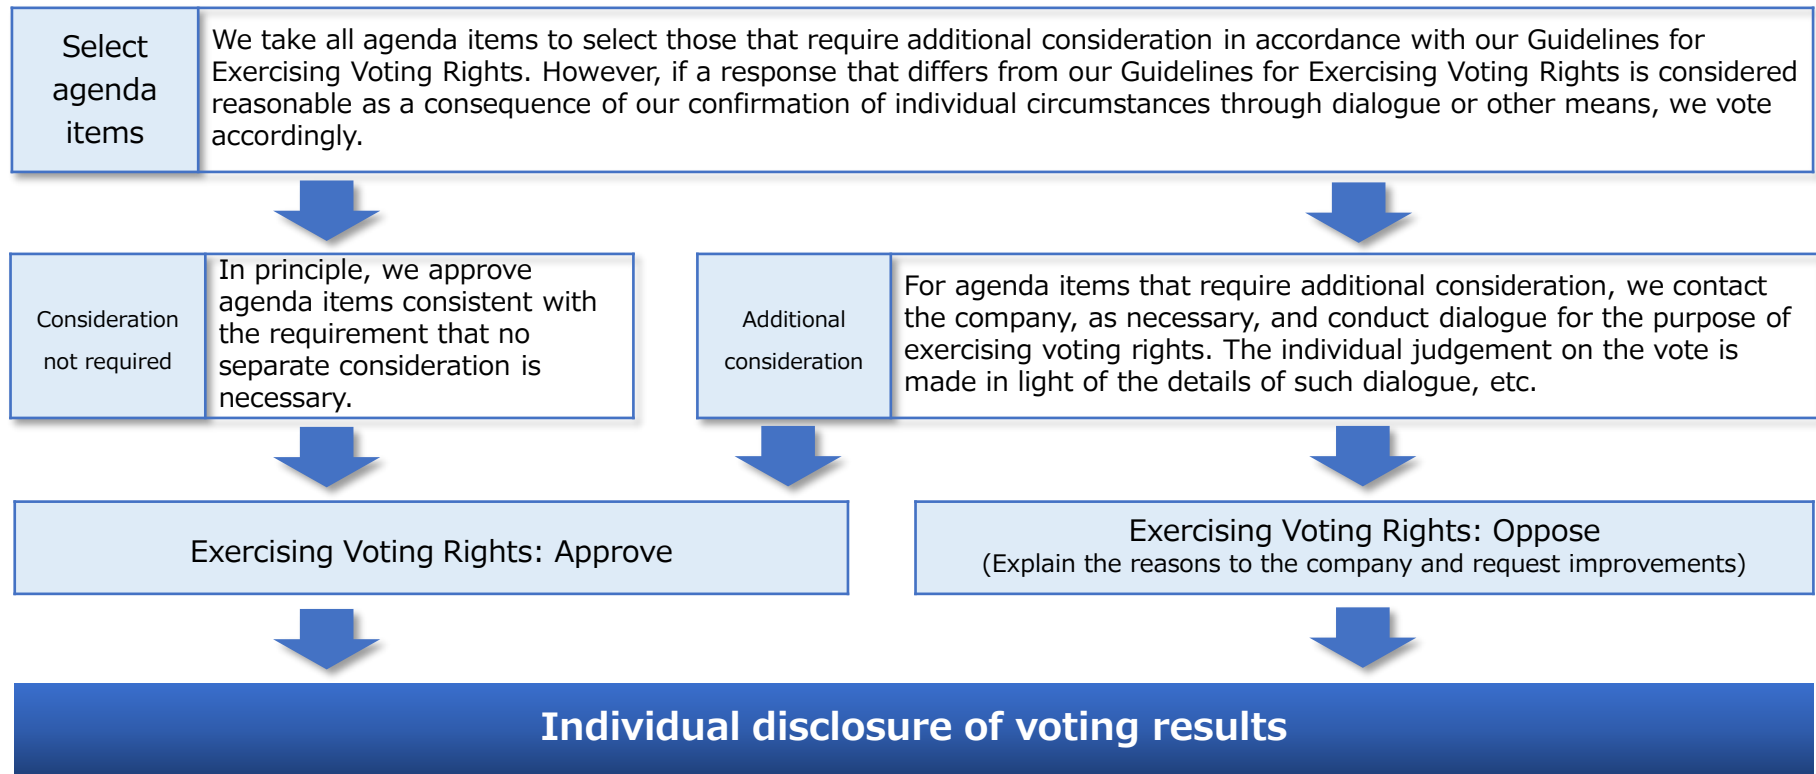 Select
agenda
items
We take all agenda items to select those that require additional consideration in accordance with our Guidelines for
Exercising Voting Rights. However, if a response that differs from our Guidelines for Exercising Voting Rights is considered
reasonable as a consequence of our confirmation of individual circumstances through dialogue or other means, we vote
accordingly.
Consideration
not required
In principle, we approve
agenda items consistent with
the requirement that no
separate consideration is
necessary.
Additional
consideration
For agenda items that require additional consideration, we contact
the company, as necessary, and conduct dialogue for the purpose of
exercising voting rights. The individual judgement on the vote is
made in light of the details of such dialogue, etc.
Exercising Voting Rights: Approve
Exercising Voting Rights: Oppose
(Explain the reasons to the company and request improvements)
Individual disclosure of voting results